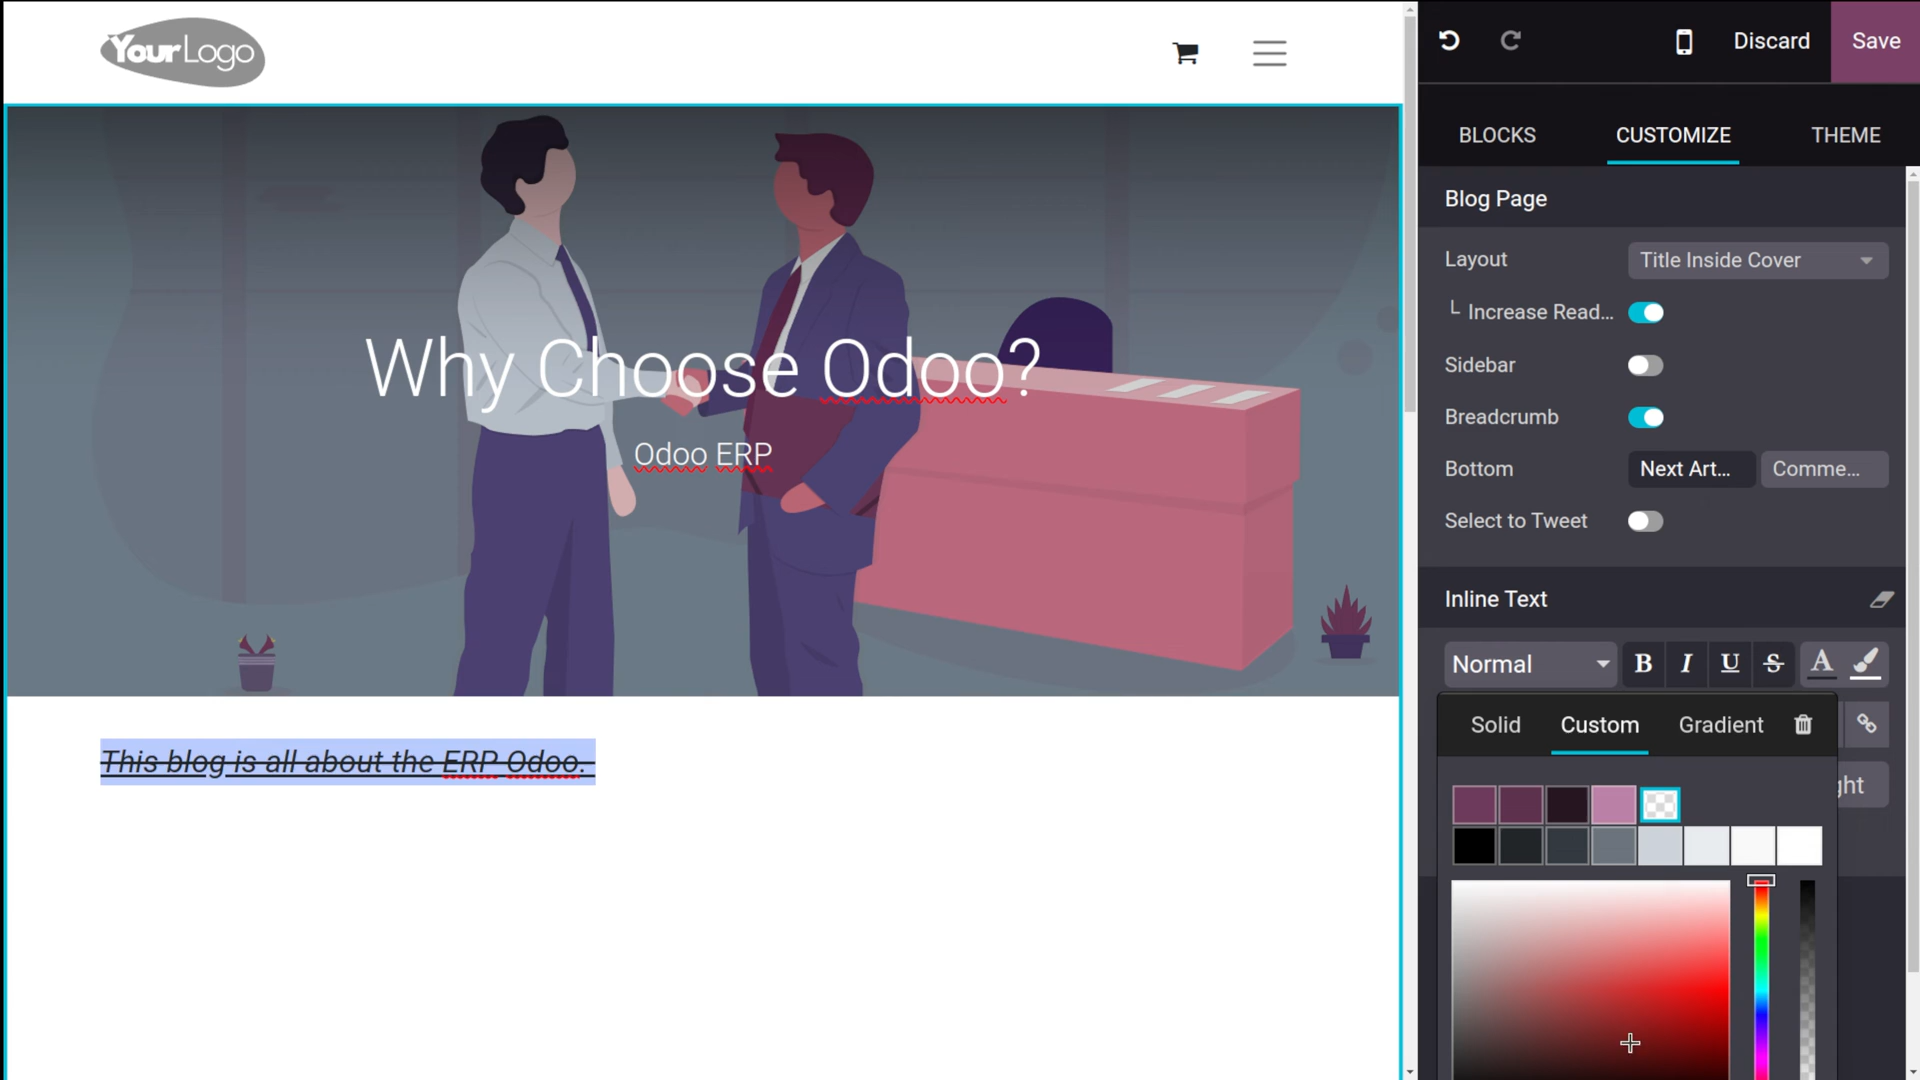 YourLogo
Discard
Save
BLOCKS
CUSTOMIZE
THEME
Blog Page
Layout
Title Inside Cover
Increase Read...
Sidebar
Breadcrumb
Bottom
Next Art...
Comme...
Select to Tweet
Why Choose Odoo?
Odoo ERP
Inline Text
Normal
B I U S A
Solid
Custom
Gradient
ght
This blog is all about the ERP Odoo.